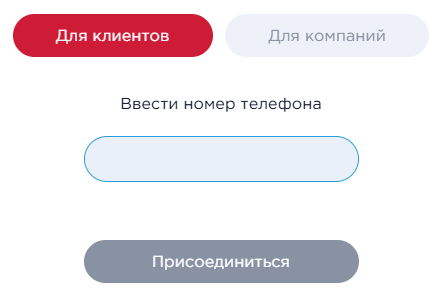 Для клиентов
Для компаний
Ввести номер телефона
Присоединиться